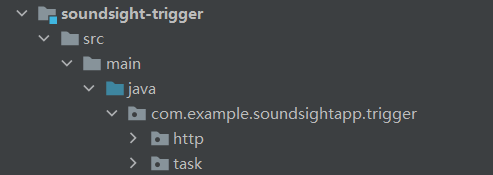 soundsight-trigger
src
main
java
com.example.soundsightapp.trigger
http
task